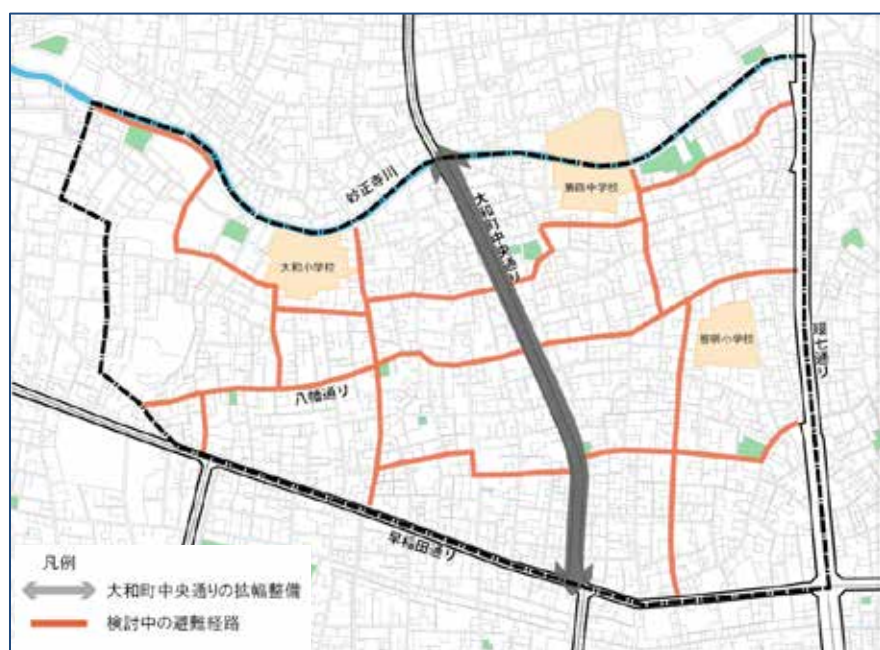 妙正寺川
第四中学校
大和町中央通り
大和小学校
啓明小学校
環七通り
八幡通り
早稲田通り
凡例
大和町中央通りの拡幅整備
検討中の避難経路